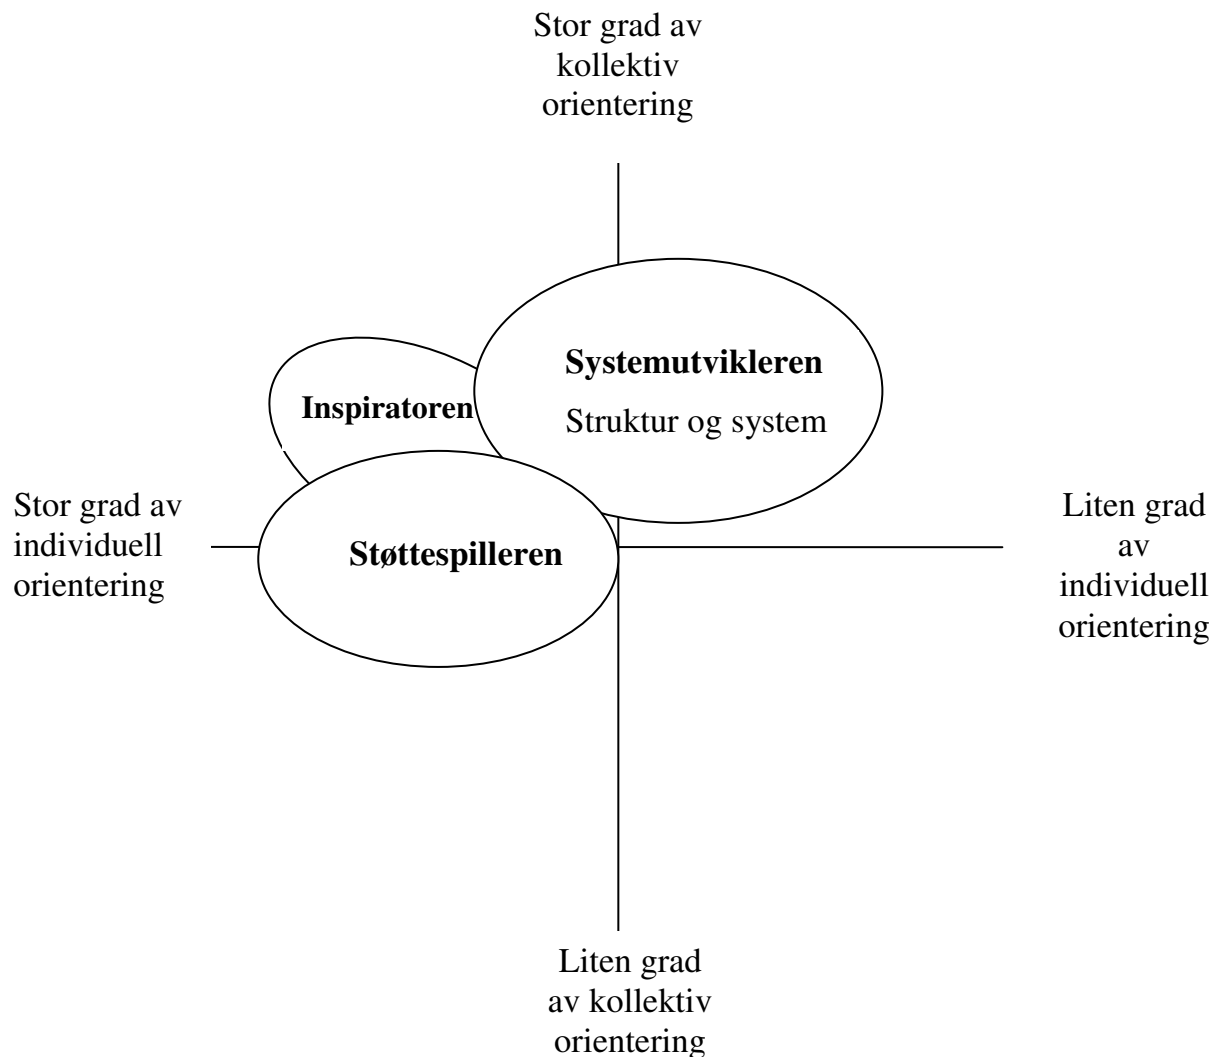 Stor grad av
kollektiv
orientering
Systemutvikleren
Inspiratoren
Struktur og system
Stor grad av
individuell
orientering
Støttespilleren
Liten grad
av
individuell
orientering
Liten grad
av kollektiv
orientering